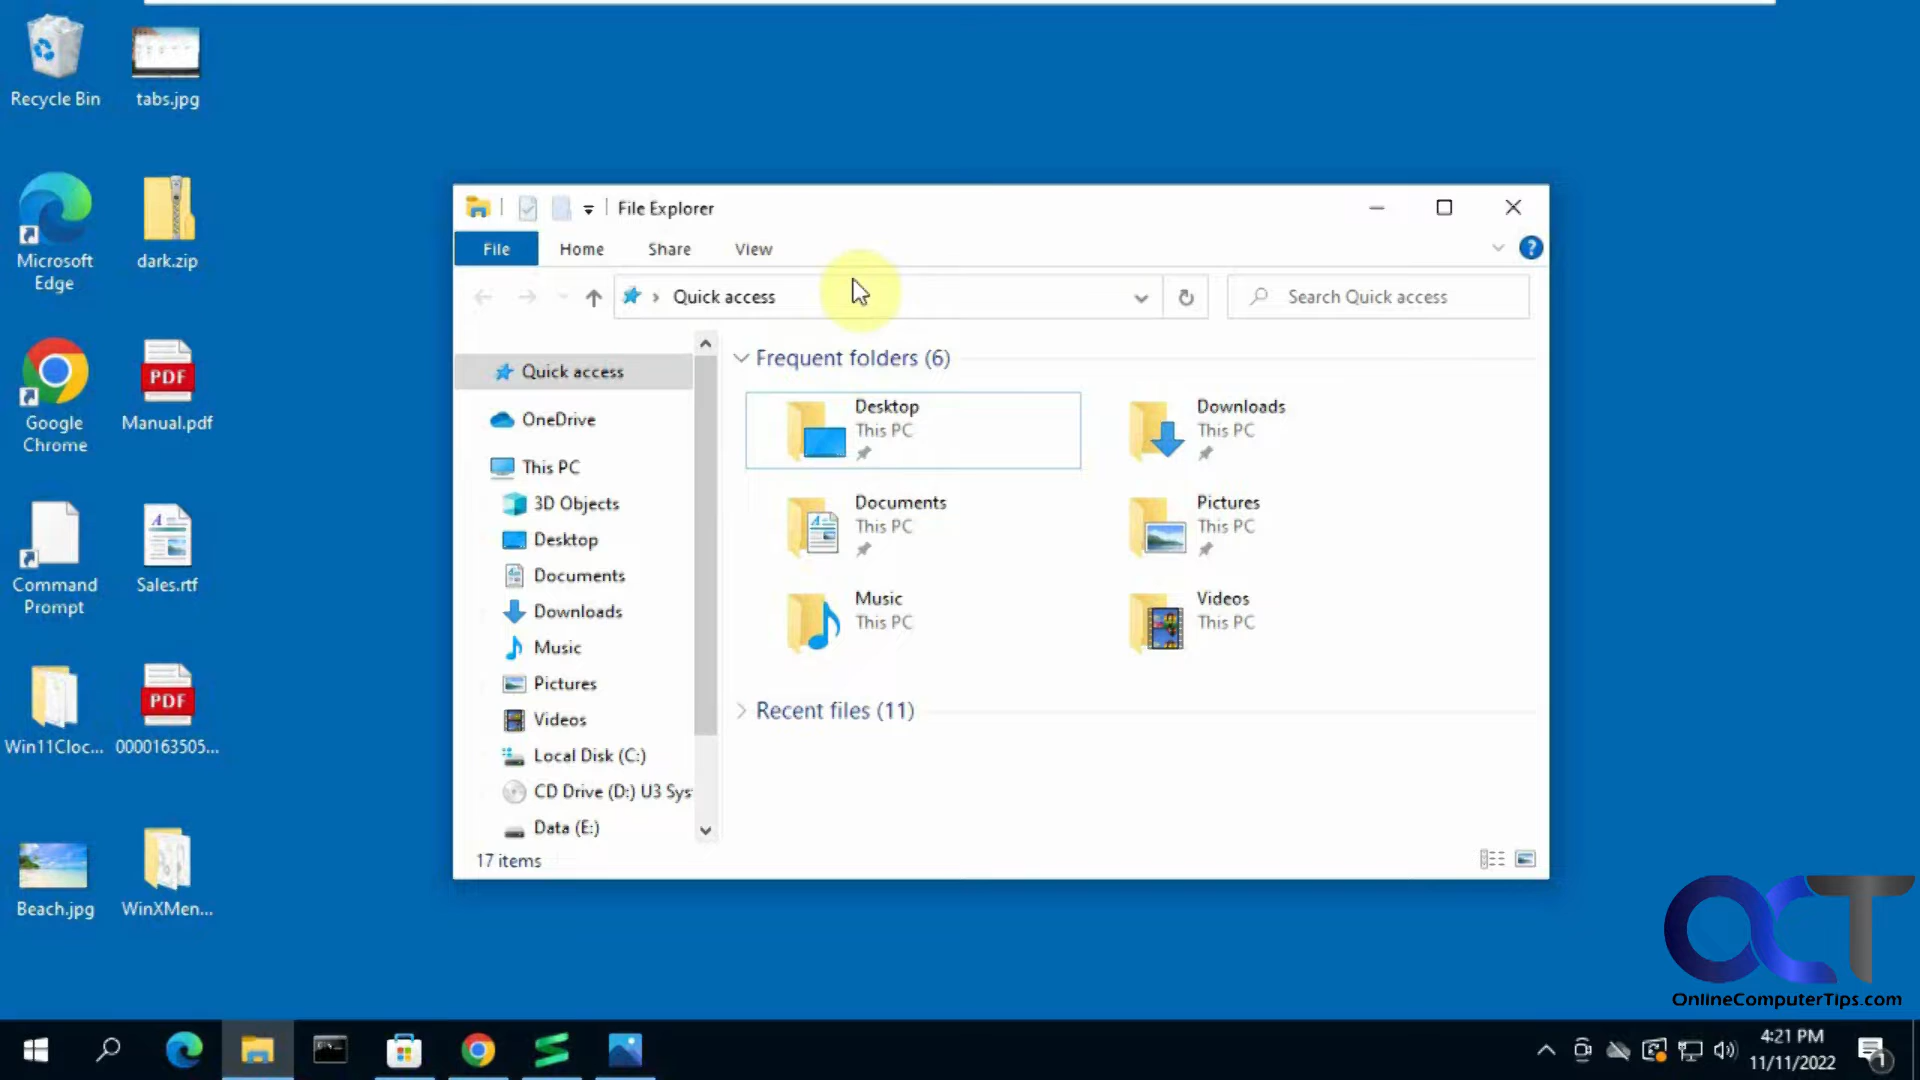 Recycle Bin
tabs.jpg
Microsoft
Edge
dark.zip
Google
Chrome
Manual.pdf
Command
Prompt
Sales.rtf
Win11Cloc...
0000163505...
Beach.jpg
WinXMen...
File Explorer
File
Home
Share
View
?
Quick access
Search Quick access
Quick access
OneDrive
This PC
3D Objects
Desktop
Documents
Downloads
Music
Pictures
Videos
Local Disk (C:)
CD Drive (D:) U3 Sys
Data (E:)
Frequent folders (6)
Desktop
This PC
Downloads
This PC
Documents
This PC
Pictures
This PC
Music
This PC
Videos
This PC
Recent files (11)
17 items
PDF
PDF
OCT
OnlineComputerTips.com
4:21 PM
11/11/2022
1